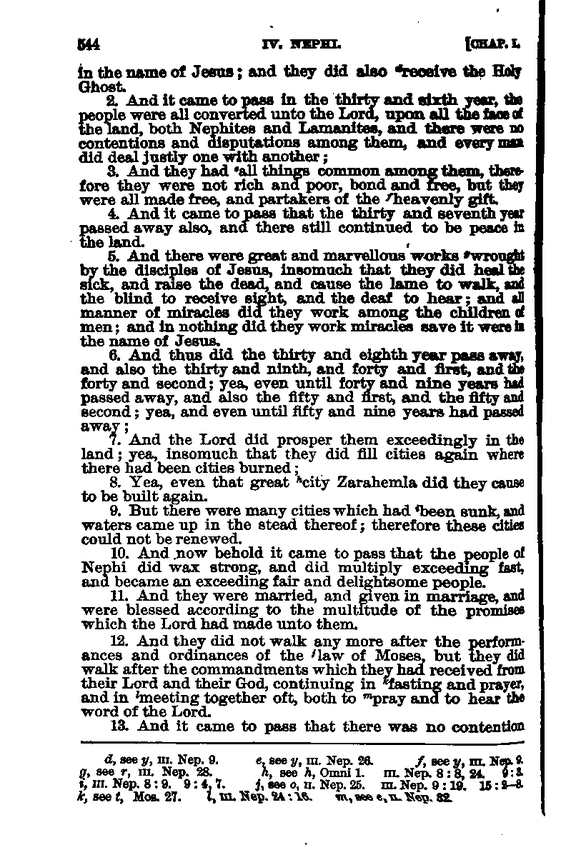 544 IV. NEPHI. [CHAP. I.
in the name of Jesus; and they did also ᵈreceive the Holy
Ghost.
2. And it came to pass in the thirty and sixth year, the
people were all converted unto the Lord, upon all the face of
the land, both Nephites and Lamanites, and there were no
contentions and disputations among them, and every man
did deal justly one with another;
3. And they had ᵉall things common among them, there-
fore they were not rich and poor, bond and free, but they
were all made free, and partakers of the ᶠheavenly gift.
4. And it came to pass that the thirty and seventh year
passed away also, and there still continued to be peace in
the land.
5. And there were great and marvellous works ᵍwrought
by the disciples of Jesus, insomuch that they did heal the
sick, and raise the dead, and cause the lame to walk, and
the blind to receive sight, and the deaf to hear; and all
manner of miracles did they work among the children of
men; and in nothing did they work miracles save it were in
the name of Jesus.
6. And thus did the thirty and eighth year pass away,
and also the thirty and ninth, and forty and first, and the
forty and second; yea, even until forty and nine years had
passed away, and also the fifty and first, and the fifty and
second; yea, and even until fifty and nine years had passed
away;
7. And the Lord did prosper them exceedingly in the
land; yea, insomuch that they did fill cities again where
there had been cities burned;
8. Yea, even that great ʰcity Zarahemla did they cause
to be built again.
9. But there were many cities which had ⁱbeen sunk, and
waters came up in the stead thereof; therefore these cities
could not be renewed.
10. And now behold it came to pass that the people of
Nephi did wax strong, and did multiply exceeding fast,
and became an exceeding fair and delightsome people.
11. And they were married, and given in marriage, and
were blessed according to the multitude of the promises
which the Lord had made unto them.
12. And they did not walk any more after the perform-
ances and ordinances of the ʲlaw of Moses, but they did
walk after the commandments which they had received from
their Lord and their God, continuing in ᵏfasting and prayer,
and in ˡmeeting together oft, both to ᵐpray and to hear the
word of the Lord.
13. And it came to pass that there was no contention
d, see y, III. Nep. 9. e, see y, III. Nep. 26. f, see y, III. Nep. 9.
g, see r, III. Nep. 28. h, see h, Omni 1. III. Nep. 8:8, 24. 9:3.
i, III. Nep. 8:9. 9:4, 7. j, see o, II. Nep. 25. III. Nep. 9:19. 15:2—8.
k, see t, Mos. 27. l, III. Nep. 24:16. m, see e, II. Nep. 32.